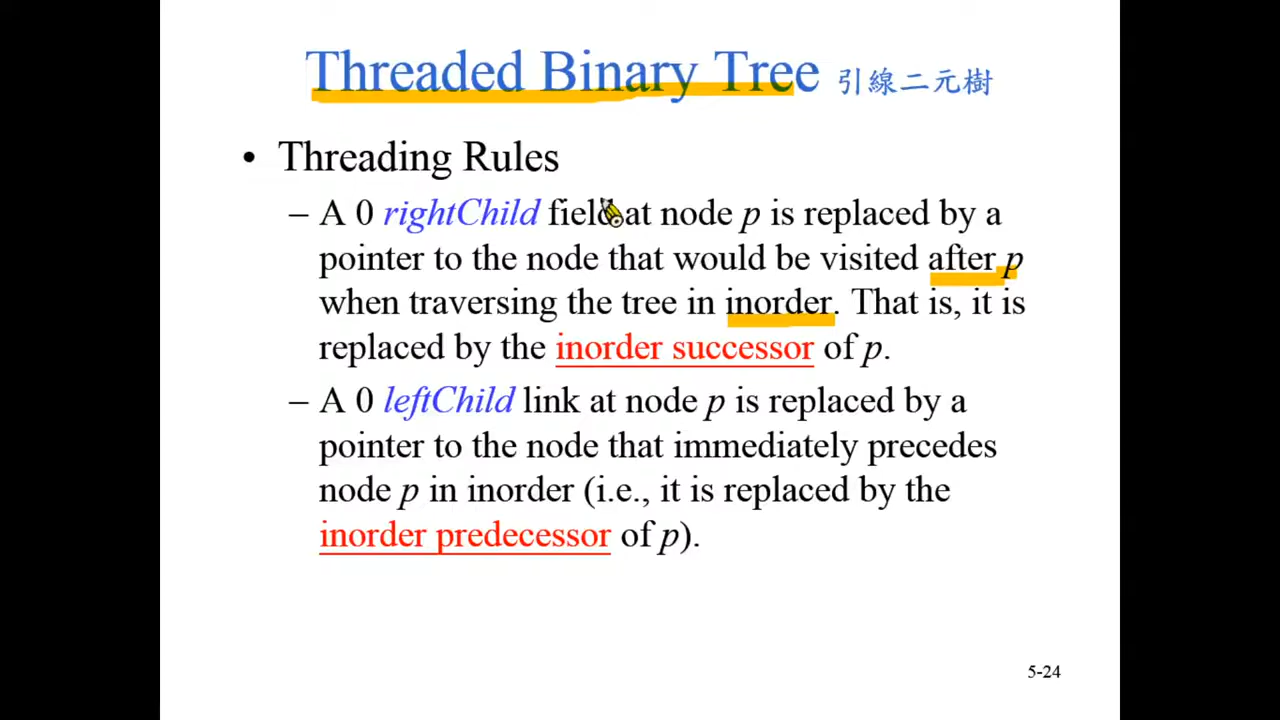 Threaded Binary Tree 引線二元樹
• Threading Rules
– A 0 rightChild field at node p is replaced by a
pointer to the node that would be visited after p
when traversing the tree in inorder. That is, it is
replaced by the inorder successor of p.
– A 0 leftChild link at node p is replaced by a
pointer to the node that immediately precedes
node p in inorder (i.e., it is replaced by the
inorder predecessor of p).
5-24